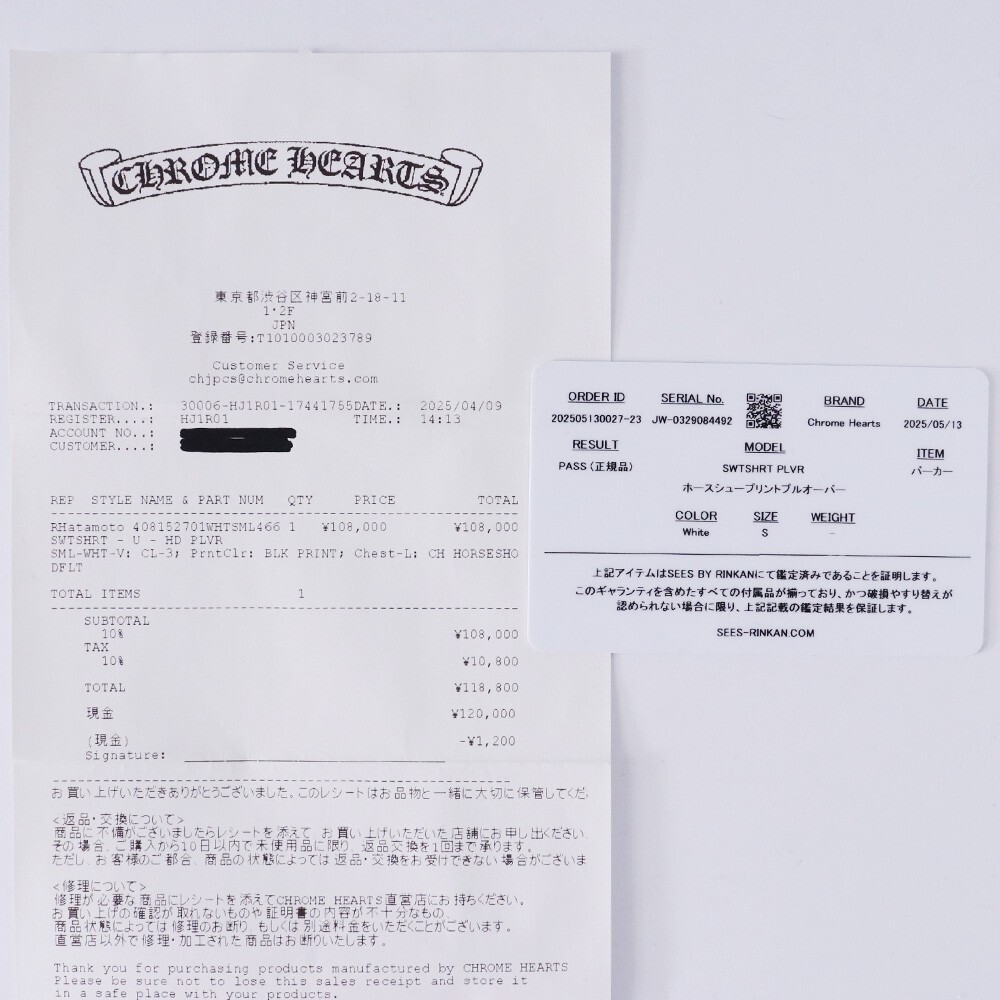 CHROME HEARTS
東京都渋谷区神宮前2-18-11
1・2F
JPN
登録番号:T1010003023789
Customer Service
chjpcs@chromehearts.com
TRANSACTION.: 30006-HJ1R01-17441755DATE.: 2025/04/09
REGISTER....: HJ1R01 TIME.: 14:13
ACCOUNT NO..:
CUSTOMER....:
REP STYLE NAME & PART NUM QTY PRICE TOTAL
RHatamoto 408152701WHTSML466 1 ¥108,000 ¥108,000
SWTSHRT - U - HD PLVR
SML-WHT-V: CL-3; PrntClr: BLK PRINT; Chest-L: CH HORSESHO
DFLT
TOTAL ITEMS 1
SUBTOTAL
10% ¥108,000
TAX
10% ¥10,800
TOTAL ¥118,800
現金 ¥120,000
(現金) -¥1,200
Signature:
お買い上げいただきありがとうございました。このレシートはお品物と一緒に大切に保管してくだ
<返品・交換について>
商品に不備がございましたらレシートを添えて、お買い上げいただいた店舗にお申し出ください
その場合、ご購入から10日以内で未使用品に限り、返品交換を1回まで承ります。
ただし、お客様のご都合、商品の状態によっては返品・交換をお受けできない場合がございま
<修理について>
修理が必要な商品にレシートを添えてCHROME HEARTS直営店にお持ちください。
お買い上げの確認が取れないものや証明書の内容が不十分なもの、
商品状態によっては修理のお断りもしくは別途料金をいただくことがございます。
直営店以外で修理・加工された商品はお断りいたします。
Thank you for purchasing products manufactured by CHROME HEARTS
Please be sure not to lose this sales receipt and store it
in a safe place with your products.
ORDER ID SERIAL No. BRAND DATE
202505130027-23 JW-0329084492 Chrome Hearts 2025/05/13
RESULT MODEL ITEM
PASS(正規品) SWTSHRT PLVR パーカー
ホースシュープリントプルオーバー
COLOR SIZE WEIGHT
White S -
上記アイテムはSEES BY RINKANにて鑑定済みであることを証明します。
このギャランティを含めたすべての付属品が揃っており、かつ破損やすり替えが
認められない場合に限り、上記記載の鑑定結果を保証します。
SEES-RINKAN.COM